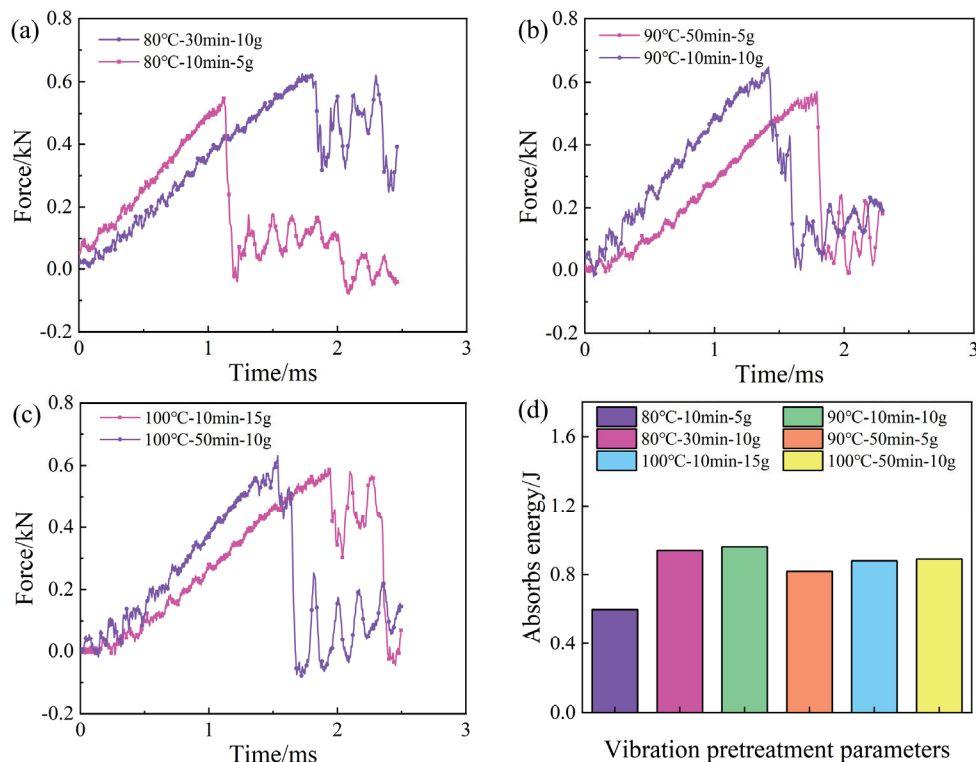 (a)
0.8
0.6
0.4
0.2
0.0
-0.2
Force/kN
80℃-30min-10g
80℃-10min-5g
0
1
2
3
Time/ms
(b)
0.8
0.6
0.4
0.2
0.0
-0.2
Force/kN
90℃-50min-5g
90℃-10min-10g
0
1
2
3
Time/ms
(c)
0.8
0.6
0.4
0.2
0.0
-0.2
Force/kN
100℃-10min-15g
100℃-50min-10g
0
1
2
3
Time/ms
(d)
1.6
1.2
0.8
0.4
0.0
Absorbs energy/J
80℃-10min-5g
90℃-10min-10g
80℃-30min-10g
90℃-50min-5g
100℃-10min-15g
100℃-50min-10g
Vibration pretreatment parameters